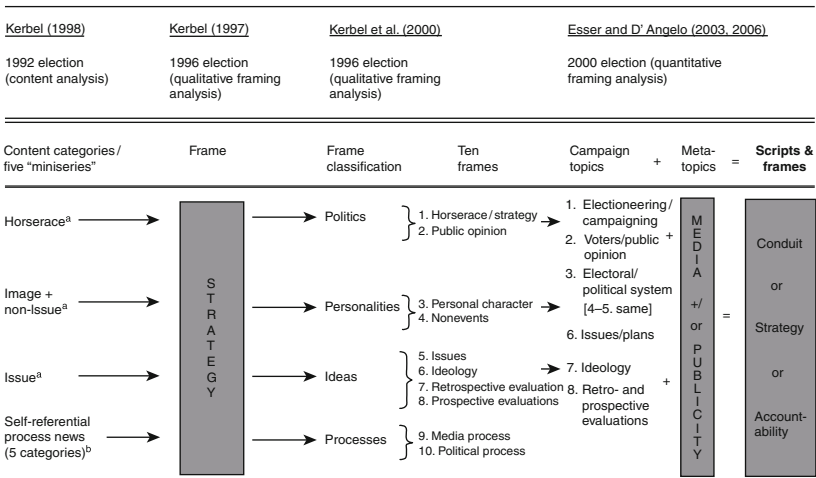 Kerbel (1998)
1992 election
(content analysis)
Kerbel (1997)
1996 election
(qualitative framing
analysis)
Kerbel et al. (2000)
1996 election
(qualitative framing
analysis)
Esser and D' Angelo (2003, 2006)
2000 election (quantitative
framing analysis)
Content categories/
five "miniseries"
Frame
Frame
classification
Ten
frames
Campaign
topics
+
Meta-
topics
=
Scripts &
frames
Horserace^a
Image +
non-Issue^a
Issue^a
Self-referential
process news
(5 categories)^b
STRATEGY
Politics
Personalities
Ideas
Processes
1. Horserace/strategy
2. Public opinion
3. Personal character
4. Nonevents
5. Issues
6. Ideology
7. Retrospective evaluation
8. Prospective evaluations
9. Media process
10. Political process
1. Electioneering/
campaigning
2. Voters/public
opinion
3. Electoral/
political system
[4–5. same]
6. Issues/plans
7. Ideology
8. Retro- and
prospective
evaluations
+
+
MEDIA
+/
or
PUBLICITY
=
Conduit
or
Strategy
or
Account-
ability